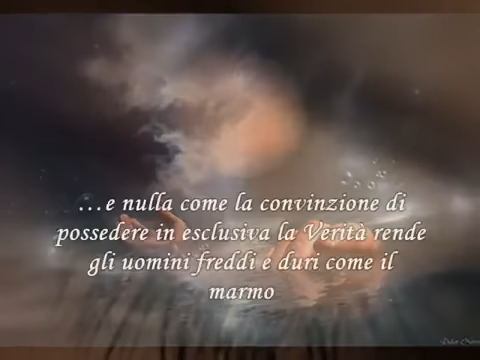 …e nulla come la convinzione di
possedere in esclusiva la Verità rende
gli uomini freddi e duri come il
marmo